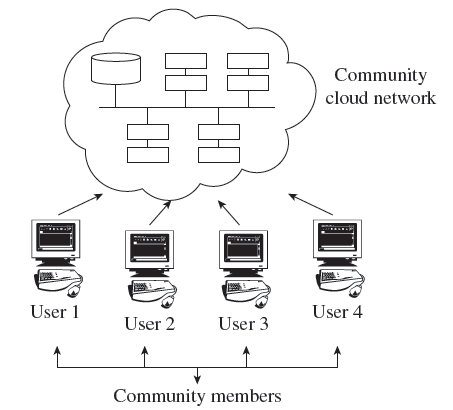 Community
cloud network
User 1
User 2
User 3
User 4
Community members